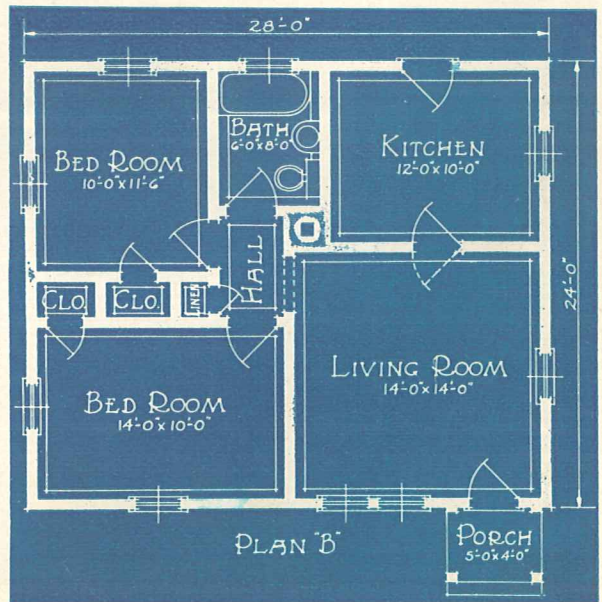 28'-0"
BATH
6'-0"x8'-0"
BED ROOM
10'-0"x11'-6"
KITCHEN
12'-0"x10'-0"
HALL
CLO.
CLO.
LINEN
24'-0"
LIVING ROOM
14'-0"x14'-0"
BED ROOM
14'-0"x10'-0"
PLAN "B"
PORCH
5'-0"x4'-0"